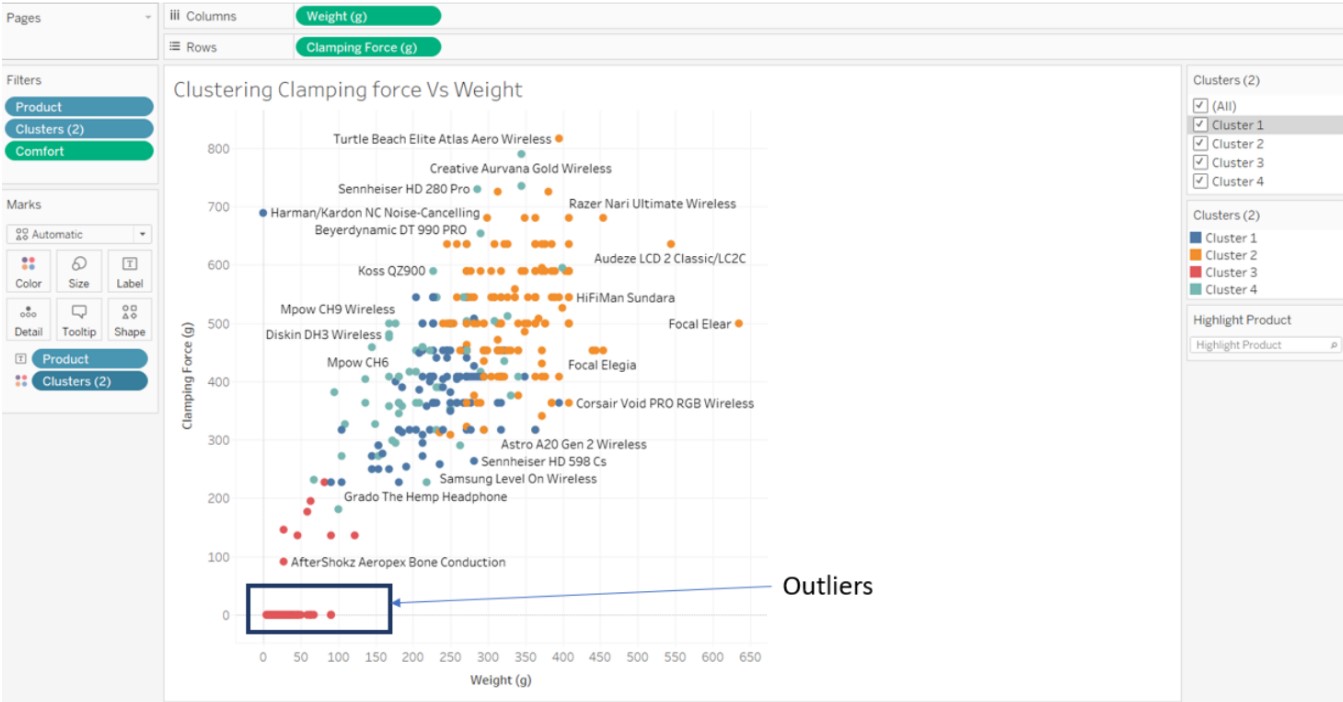 Pages
Columns
Weight (g)
Rows
Clamping Force (g)
Filters
Product
Clusters (2)
Comfort
Marks
Automatic
Color
Size
Label
Detail
Tooltip
Shape
Product
Clusters (2)
Clustering Clamping force Vs Weight
Clamping Force (g)
800
700
600
500
400
300
200
100
0
Turtle Beach Elite Atlas Aero Wireless
Creative Aurvana Gold Wireless
Sennheiser HD 280 Pro
Razer Nari Ultimate Wireless
Harman/Kardon NC Noise-Cancelling
Beyerdynamic DT 990 PRO
Audeze LCD 2 Classic/LC2C
Koss QZ900
HiFiMan Sundara
Mpow CH9 Wireless
Focal Elear
Diskin DH3 Wireless
Mpow CH6
Focal Elegia
Corsair Void PRO RGB Wireless
Astro A20 Gen 2 Wireless
Sennheiser HD 598 Cs
Samsung Level On Wireless
Grado The Hemp Headphone
AfterShokz Aeropex Bone Conduction
Outliers
0 50 100 150 200 250 300 350 400 450 500 550 600 650
Weight (g)
Clusters (2)
(All)
Cluster 1
Cluster 2
Cluster 3
Cluster 4
Clusters (2)
Cluster 1
Cluster 2
Cluster 3
Cluster 4
Highlight Product
Highlight Product